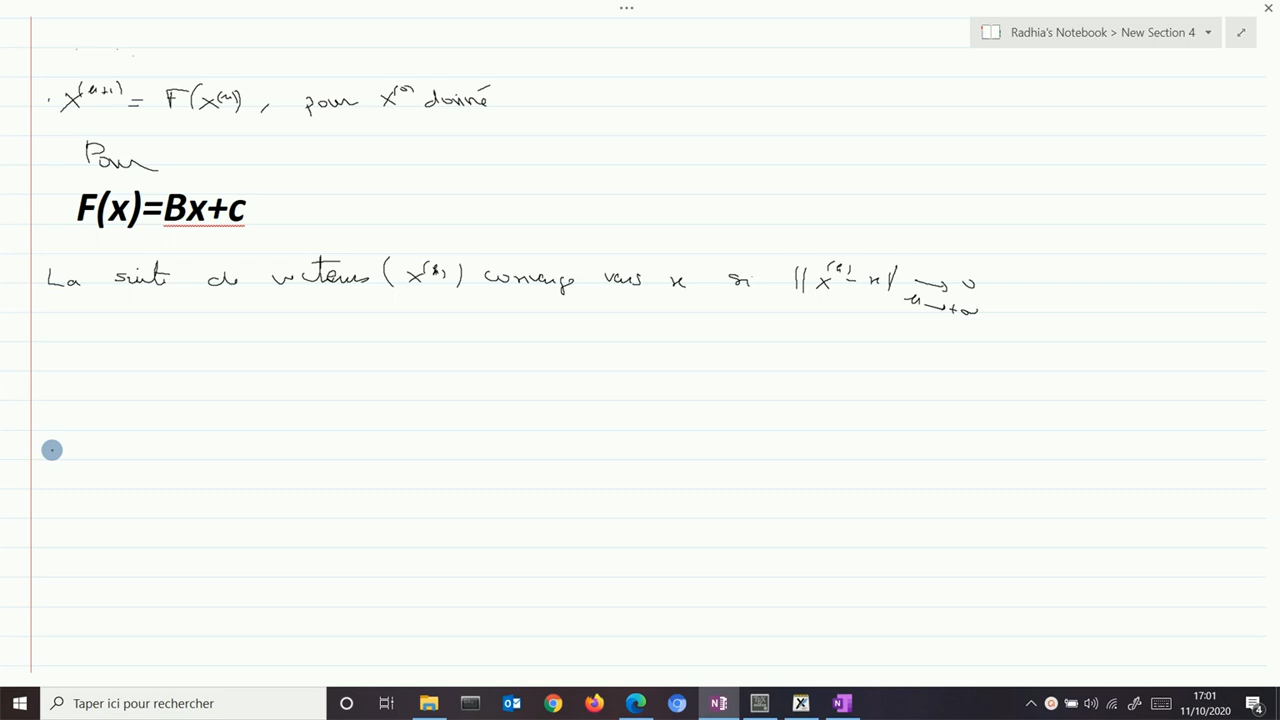 Radhia's Notebook > New Section 4
. x^(k+1) = F(x^(k)) , pour x^(0) donné
Pour
F(x)=Bx+c
La suite de vecteurs (x^(k)) converge vers x si ||x^(k) - x|| → 0
k → +∞
Taper ici pour rechercher
17:01
11/10/2020
4